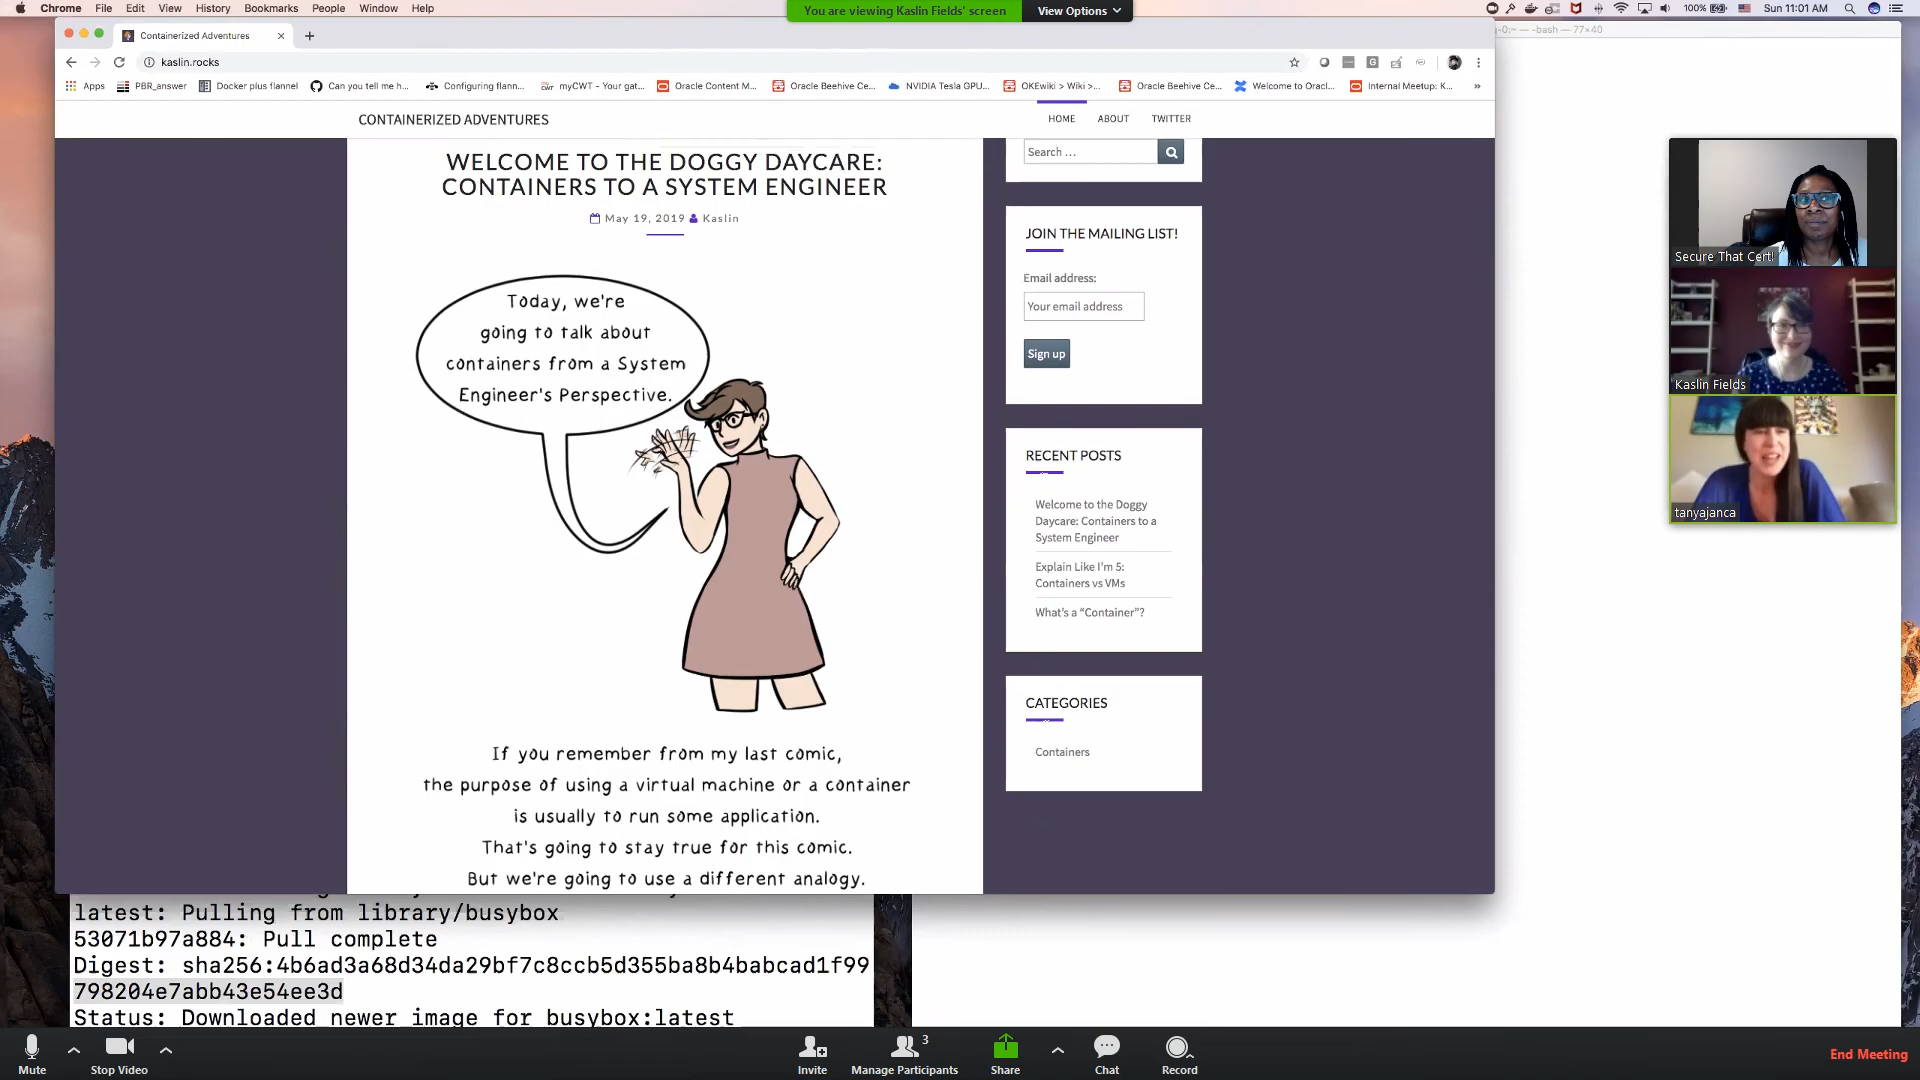 Chrome File Edit View History Bookmarks People Window Help
You are viewing Kaslin Fields' screen
View Options
100% Sun 11:01 AM
Containerized Adventures
-bash — 77×40
kaslin.rocks
Apps PBR_answer Docker plus flannel Can you tell me h... Configuring flann... myCWT - Your gat... Oracle Content M... Oracle Beehive Ce... NVIDIA Tesla GPU... OKEwiki > Wiki >... Oracle Beehive Ce... Welcome to Oracl... Internal Meetup: K...
CONTAINERIZED ADVENTURES
HOME ABOUT TWITTER
WELCOME TO THE DOGGY DAYCARE:
CONTAINERS TO A SYSTEM ENGINEER
May 19, 2019 Kaslin
Today, we're
going to talk about
containers from a System
Engineer's Perspective.
If you remember from my last comic,
the purpose of using a virtual machine or a container
is usually to run some application.
That's going to stay true for this comic.
But we're going to use a different analogy.
Search ...
JOIN THE MAILING LIST!
Email address:
Your email address
Sign up
RECENT POSTS
Welcome to the Doggy
Daycare: Containers to a
System Engineer
Explain Like I'm 5:
Containers vs VMs
What's a “Container”?
CATEGORIES
Containers
Secure That Cert!
Kaslin Fields
tanyajanca
latest: Pulling from library/busybox
53071b97a884: Pull complete
Digest: sha256:4b6ad3a68d34da29bf7c8ccb5d355ba8b4babcad1f99
798204e7abb43e54ee3d
Status: Downloaded newer image for busybox:latest
Mute
Stop Video
Invite
Manage Participants 3
Share
Chat
Record
End Meeting